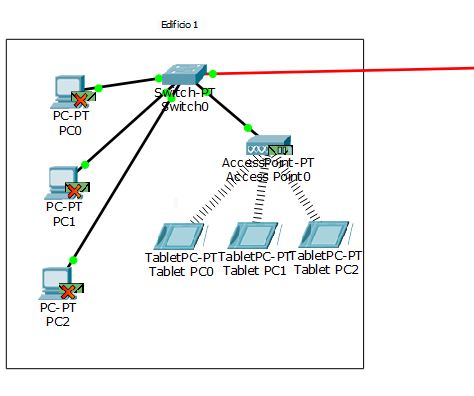 Edificio 1
Switch-PT
Switch0
PC-PT
PC0
AccessPoint-PT
Access Point0
PC-PT
PC1
TabletPC-PT
Tablet PC0
TabletPC-PT
Tablet PC1
TabletPC-PT
Tablet PC2
PC-PT
PC2